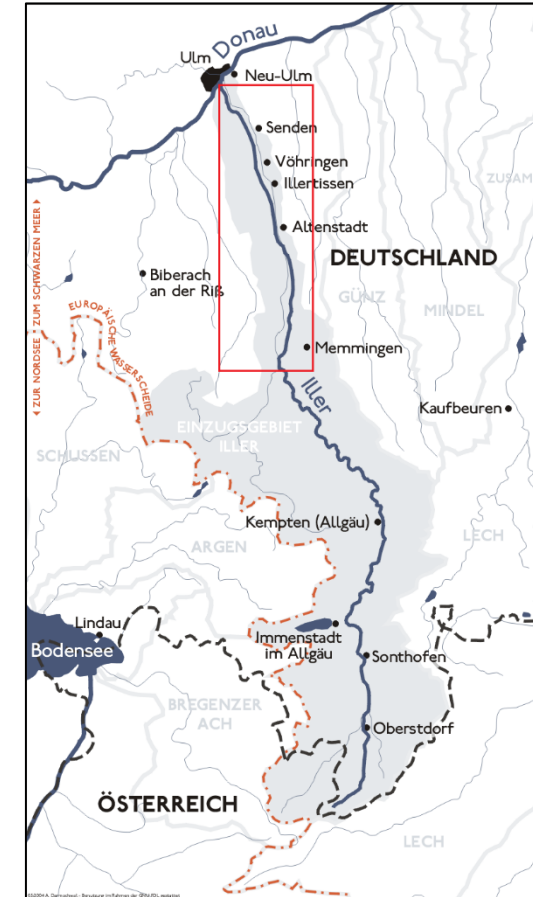 Donau
Ulm
Neu-Ulm
Senden
Vöhringen
Illertissen
ZUSAM
Altenstadt
◄ ZUR NORDSEE - ZUM SCHWARZEN MEER ►
DEUTSCHLAND
Biberach
an der Riß
GÜNZ
MINDEL
EUROPÄISCHE WASSERSCHEIDE
Memmingen
Iller
Kaufbeuren
EINZUGSGEBIET
ILLER
SCHUSSEN
Kempten (Allgäu)
LECH
ARGEN
Lindau
Immenstadt
im Allgäu
Bodensee
Sonthofen
BREGENZER
ACH
Oberstdorf
ÖSTERREICH
LECH